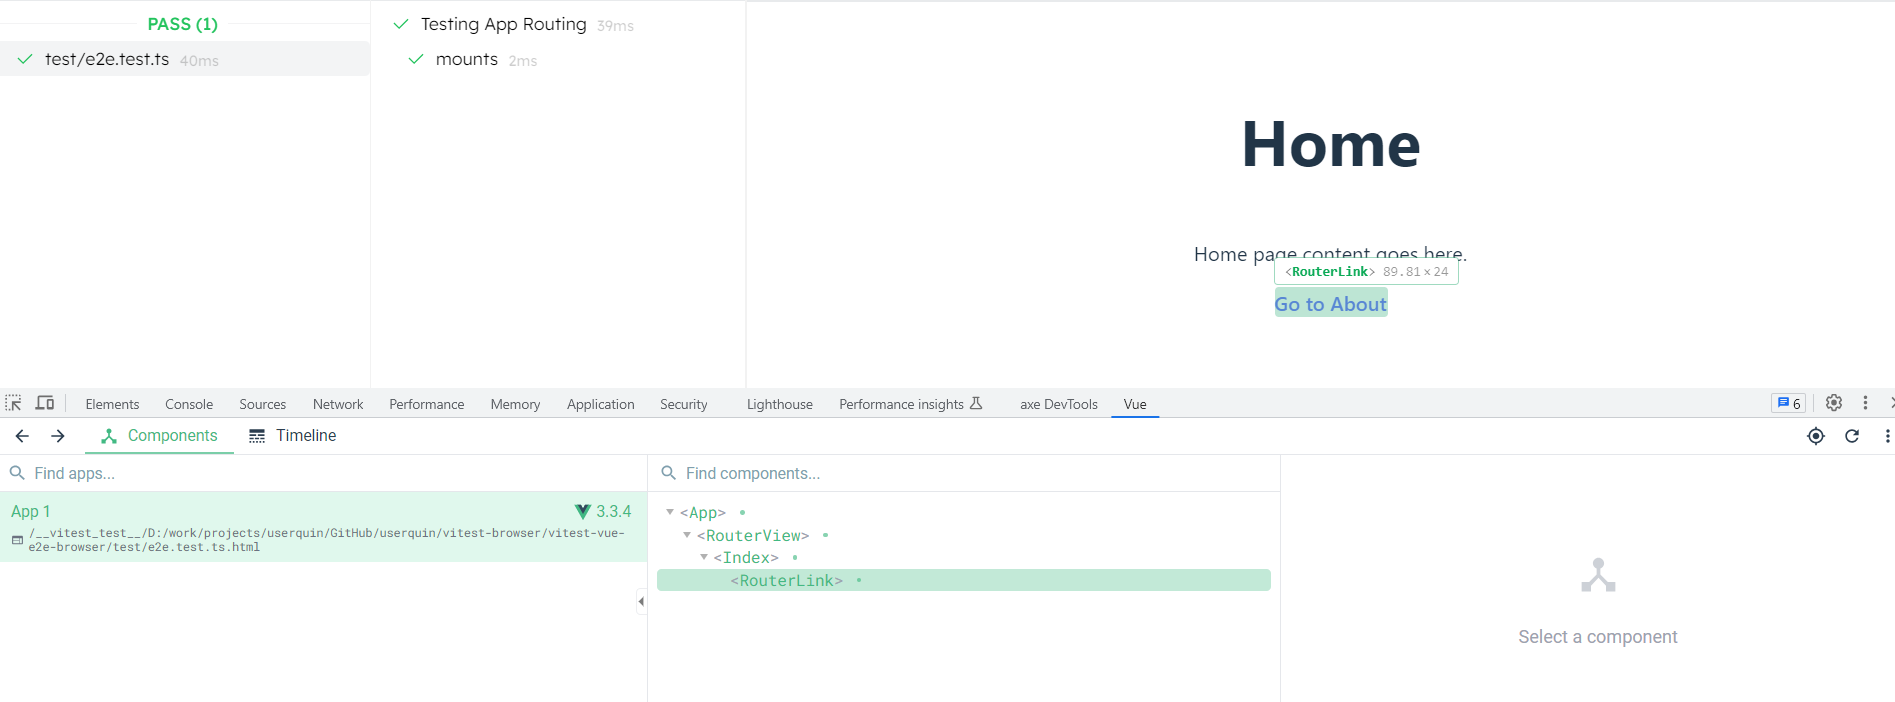 PASS (1)
test/e2e.test.ts 40ms
Testing App Routing 39ms
mounts 2ms
Home
Home page content goes here.
<RouterLink> 89.81×24
Go to About
Elements Console Sources Network Performance Memory Application Security Lighthouse Performance insights axe DevTools Vue 6
Components Timeline
Find apps...
App 1 3.3.4
/__vitest_test__/D:/work/projects/userquin/GitHub/userquin/vitest-browser/vitest-vue-
e2e-browser/test/e2e.test.ts.html
Find components...
<App>
<RouterView>
<Index>
<RouterLink>
Select a component